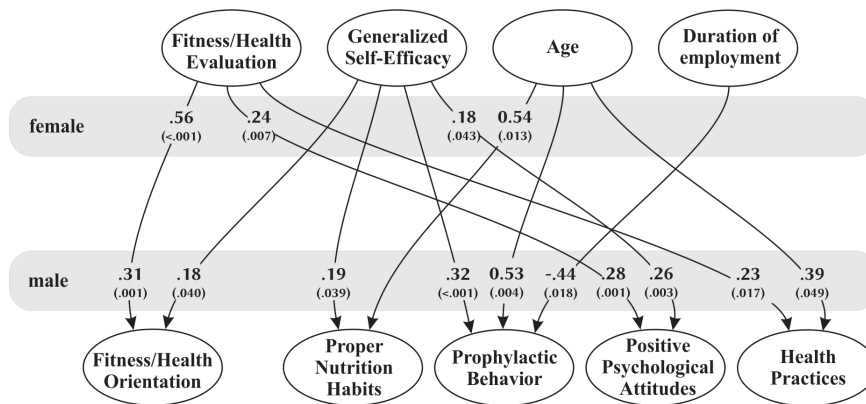 Fitness/Health
Evaluation
Generalized
Self-Efficacy
Age
Duration of
employment
female
.56 .24 .18 0.54
(<.001) (.007) (.043) (.013)
male
.31 .18 .19 .32 0.53 -.44 .28 .26 .23 .39
(.001) (.040) (.039) (<.001) (.004) (.018) (.001) (.003) (.017) (.049)
Fitness/Health
Orientation
Proper
Nutrition
Habits
Prophylactic
Behavior
Positive
Psychological
Attitudes
Health
Practices